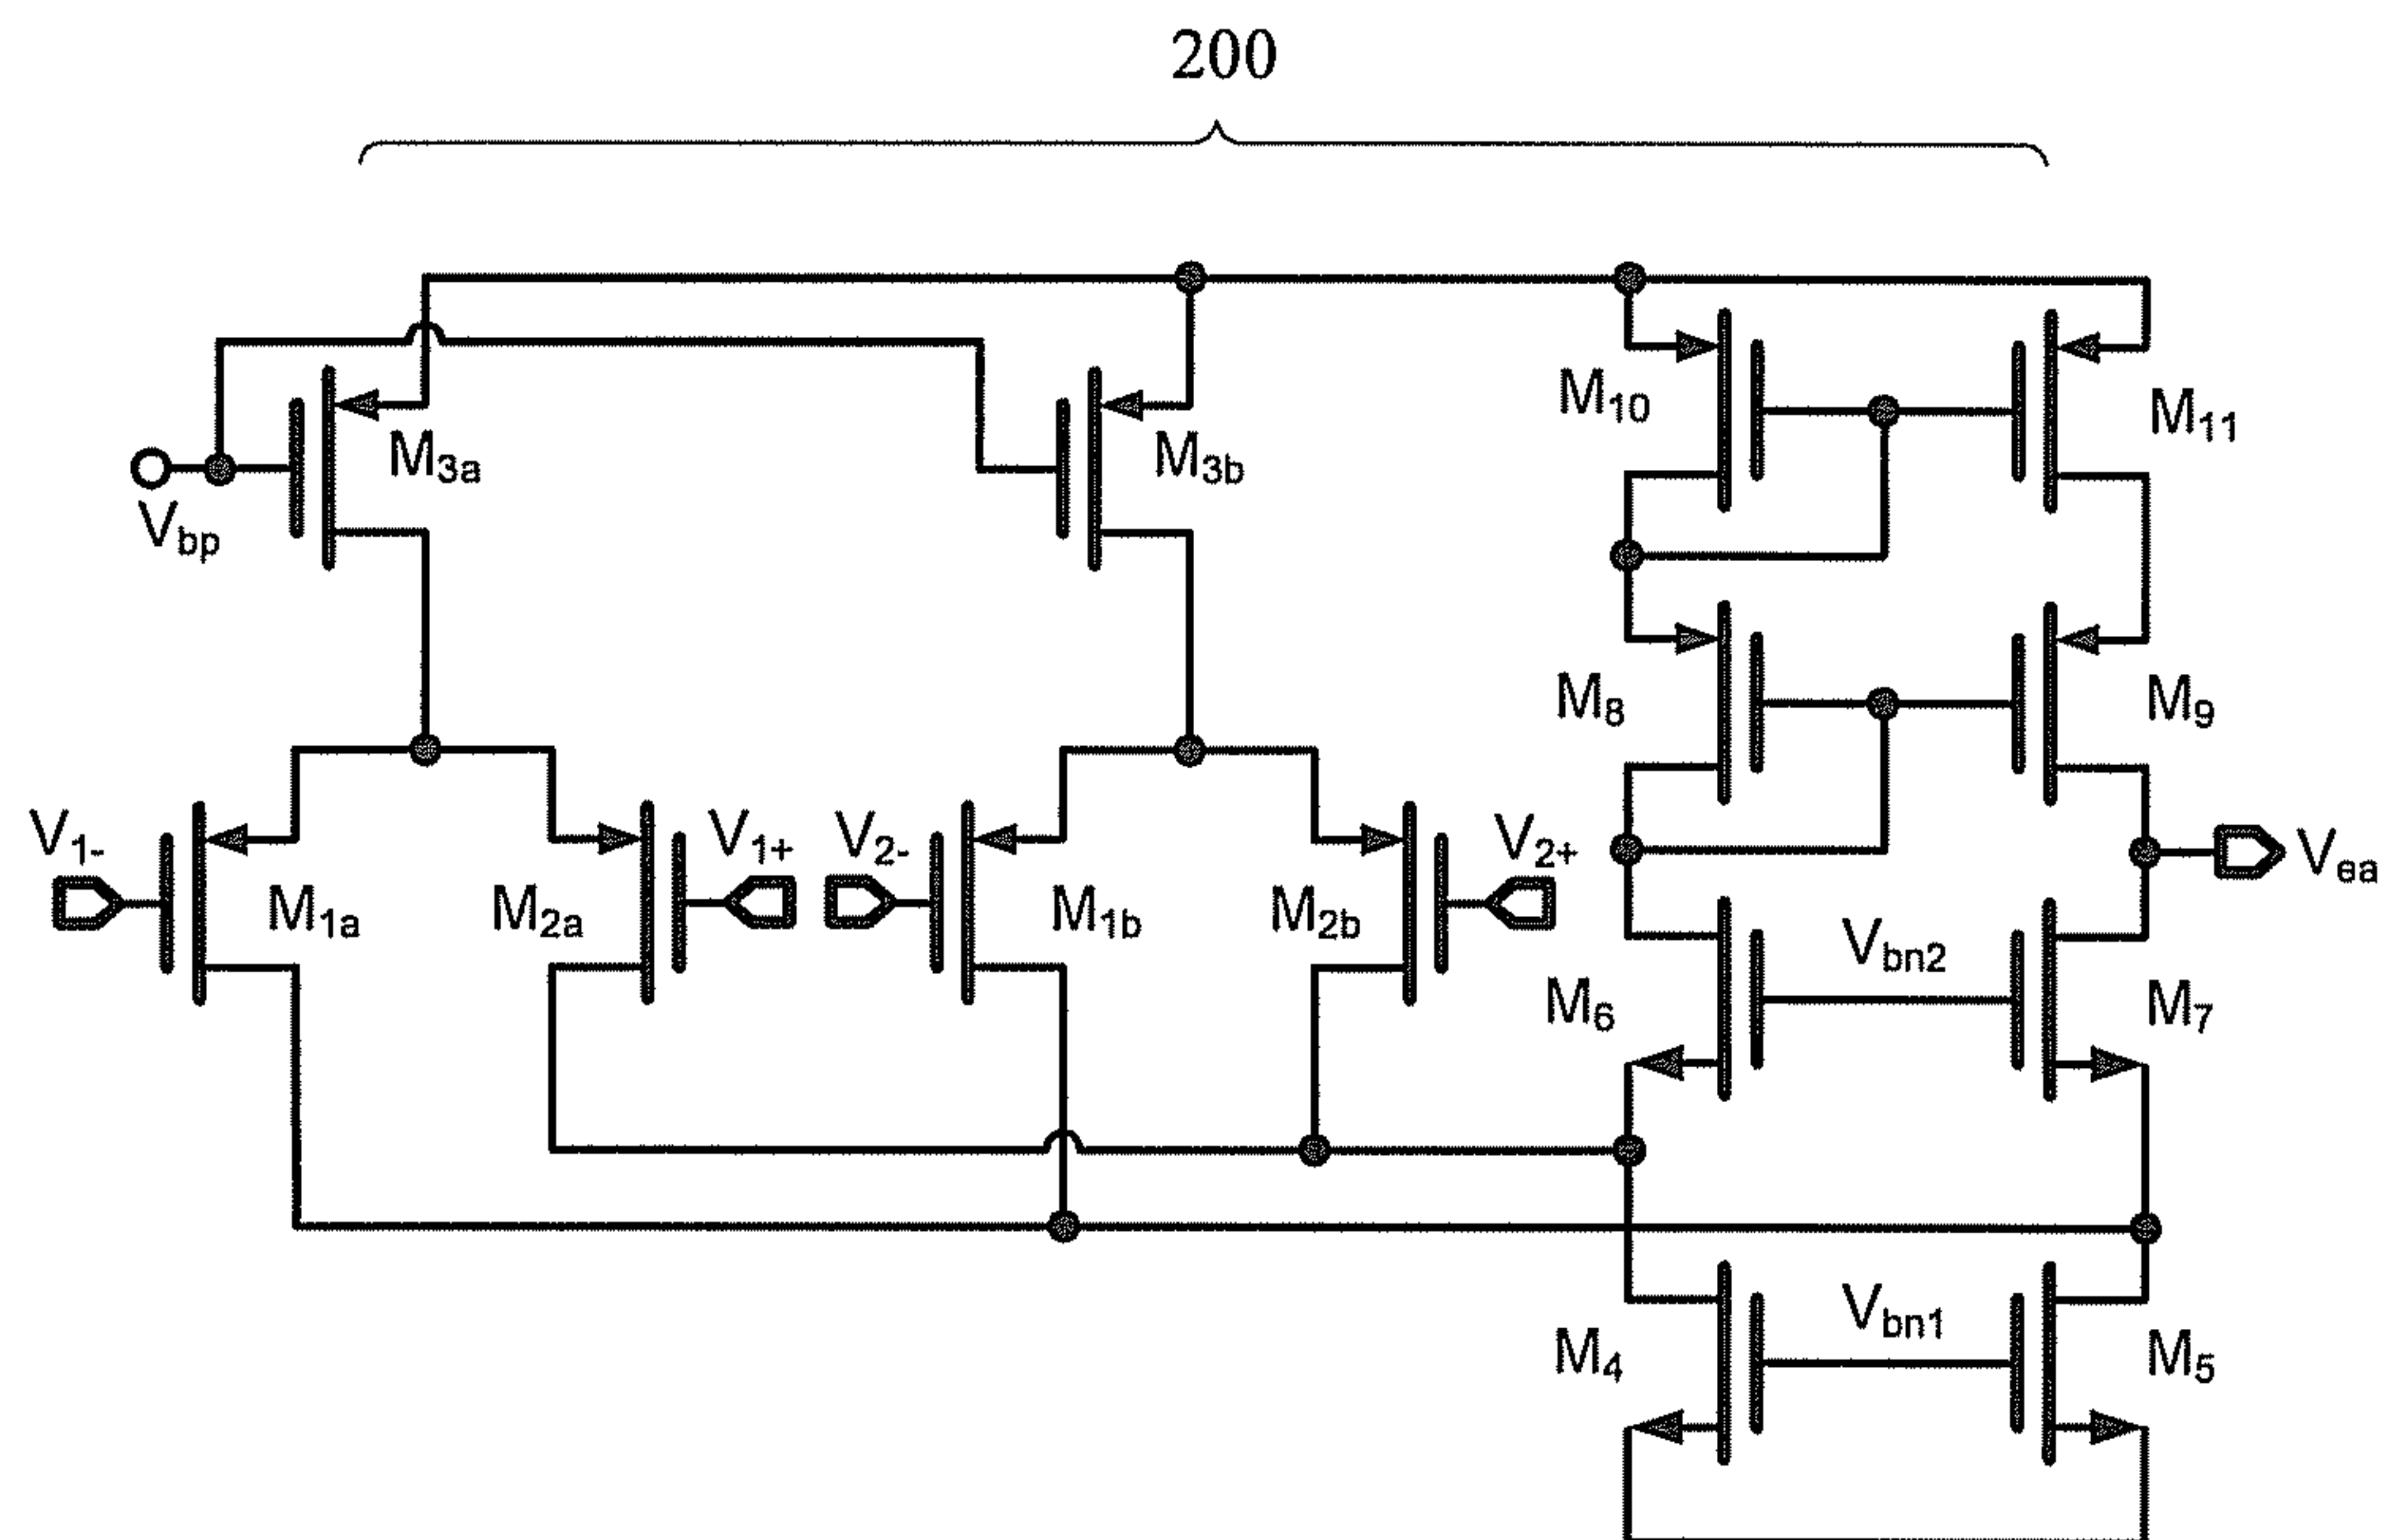 200
M3a
M3b
M10
M11
Vbp
M8
M9
V1-
V1+
V2-
V2+
Vea
M1a
M2a
M1b
M2b
Vbn2
M6
M7
Vbn1
M4
M5